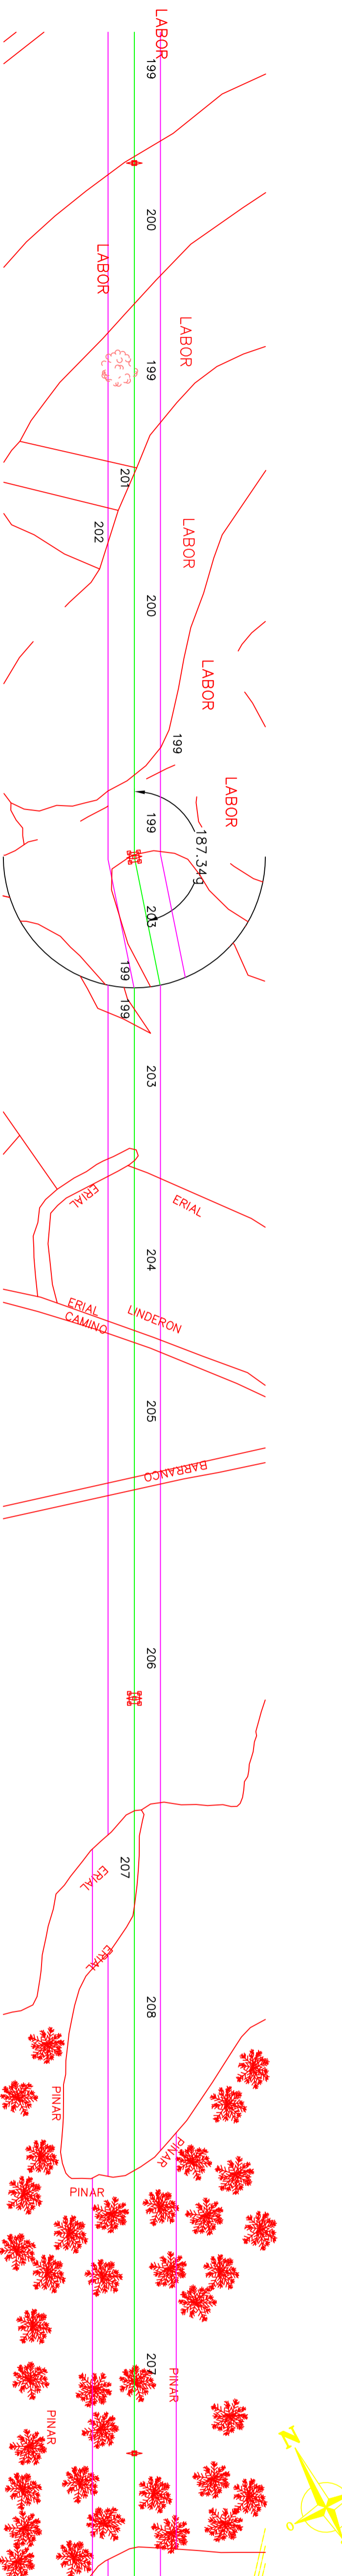 LABOR
199
200
LABOR
LABOR
199
201
202
LABOR
200
LABOR
199
LABOR
199
187.34g
203
199
199
203
ERIAL
ERIAL
204
ERIAL
LINDERON
CAMINO
205
BARRANCO
206
207
ERIAL
ERIAL
208
PINAR
PINAR
PINAR
207
PINAR
PINAR
N
O